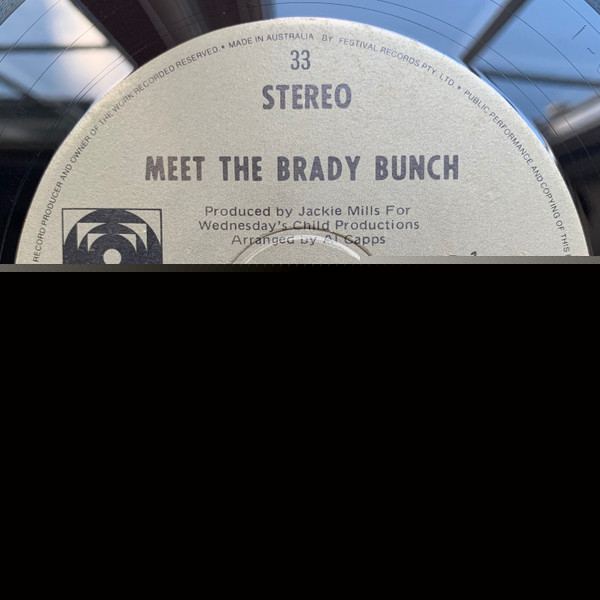 RECORD PRODUCER AND OWNER OF THE WORK RECORDED RESERVED • MADE IN AUSTRALIA BY FESTIVAL RECORDS PTY. LTD • PUBLIC PERFORMANCE AND COPYING OF THIS
33
STEREO
MEET THE BRADY BUNCH
Produced by Jackie Mills For
Wednesday's Child Productions
Arranged by Al Capps